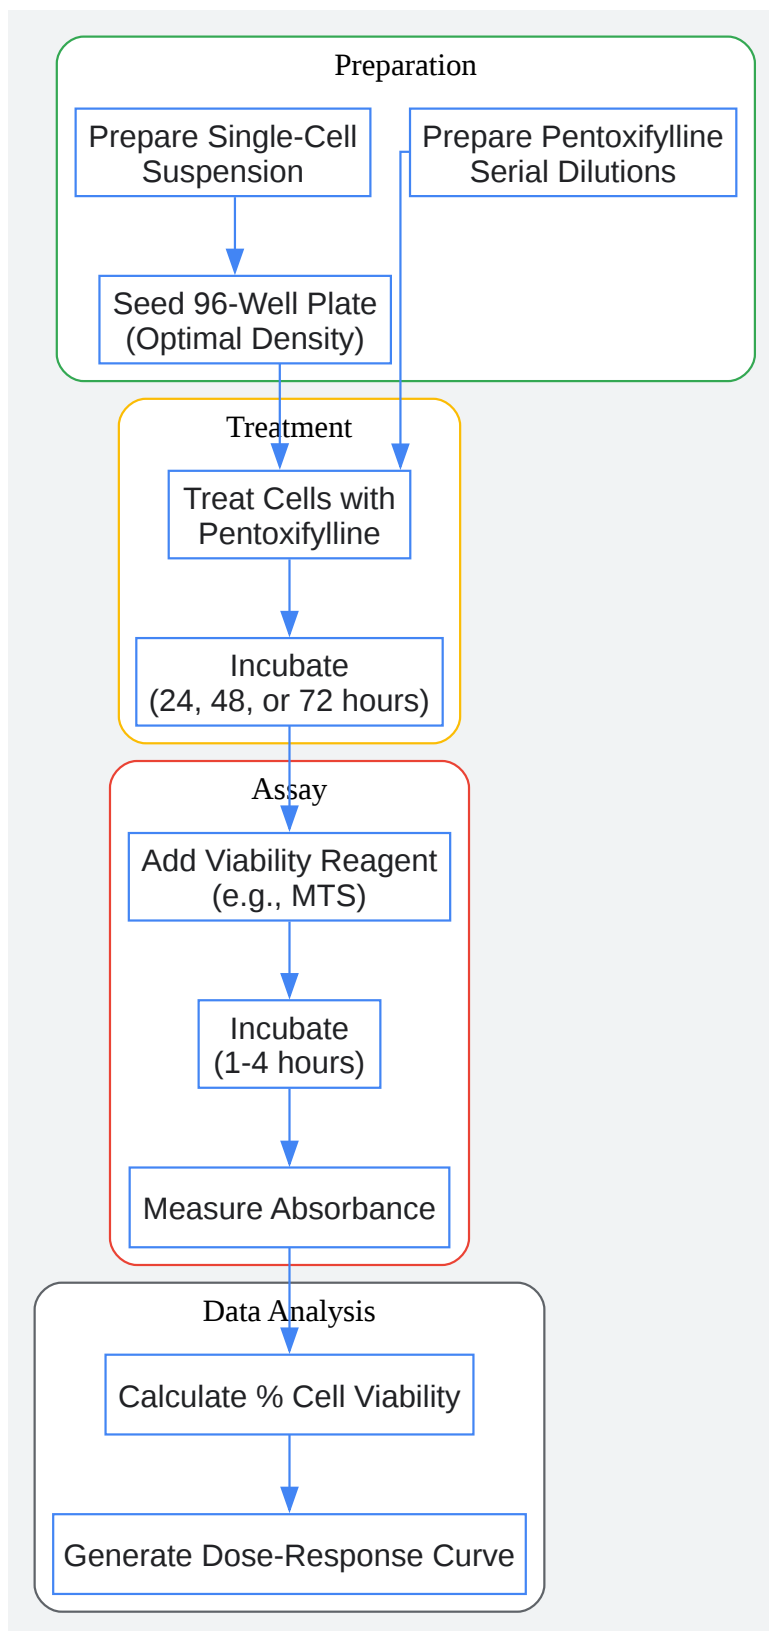 Preparation
Prepare Single-Cell
Suspension
Prepare Pentoxifylline
Serial Dilutions
Seed 96-Well Plate
(Optimal Density)
Treatment
Treat Cells with
Pentoxifylline
Incubate
(24, 48, or 72 hours)
Assay
Add Viability Reagent
(e.g., MTS)
Incubate
(1-4 hours)
Measure Absorbance
Data Analysis
Calculate % Cell Viability
Generate Dose-Response Curve